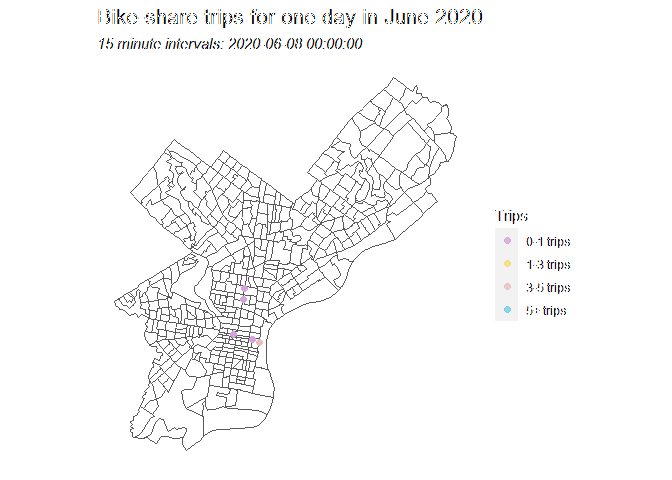 Bike share trips for one day in June 2020
15 minute intervals: 2020-06-08 00:00:00
Trips
0-1 trips
1-3 trips
3-5 trips
5+ trips